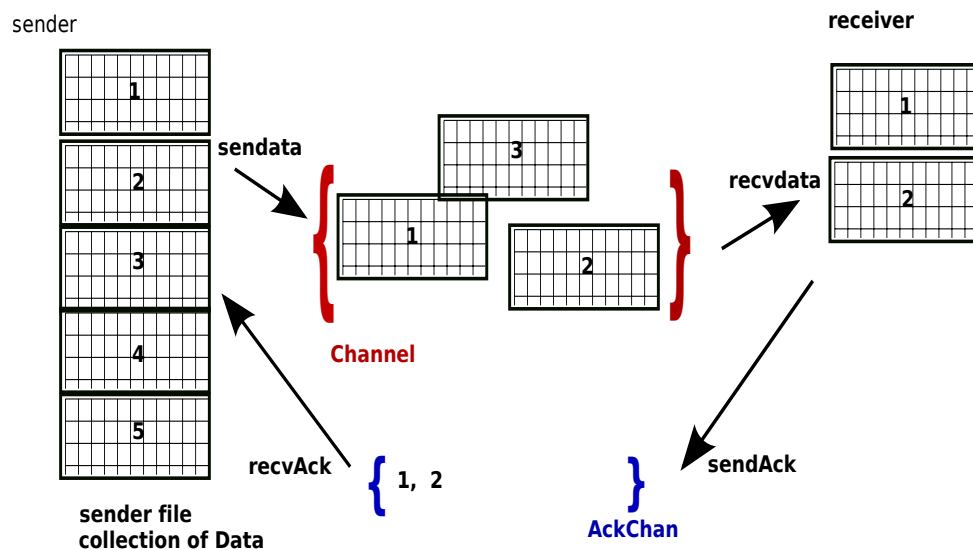 sender
receiver
1
2
3
4
5
sendata
3
1
2
recvdata
1
2
Channel
recvAck
{ 1, 2 }
sendAck
AckChan
sender file
collection of Data